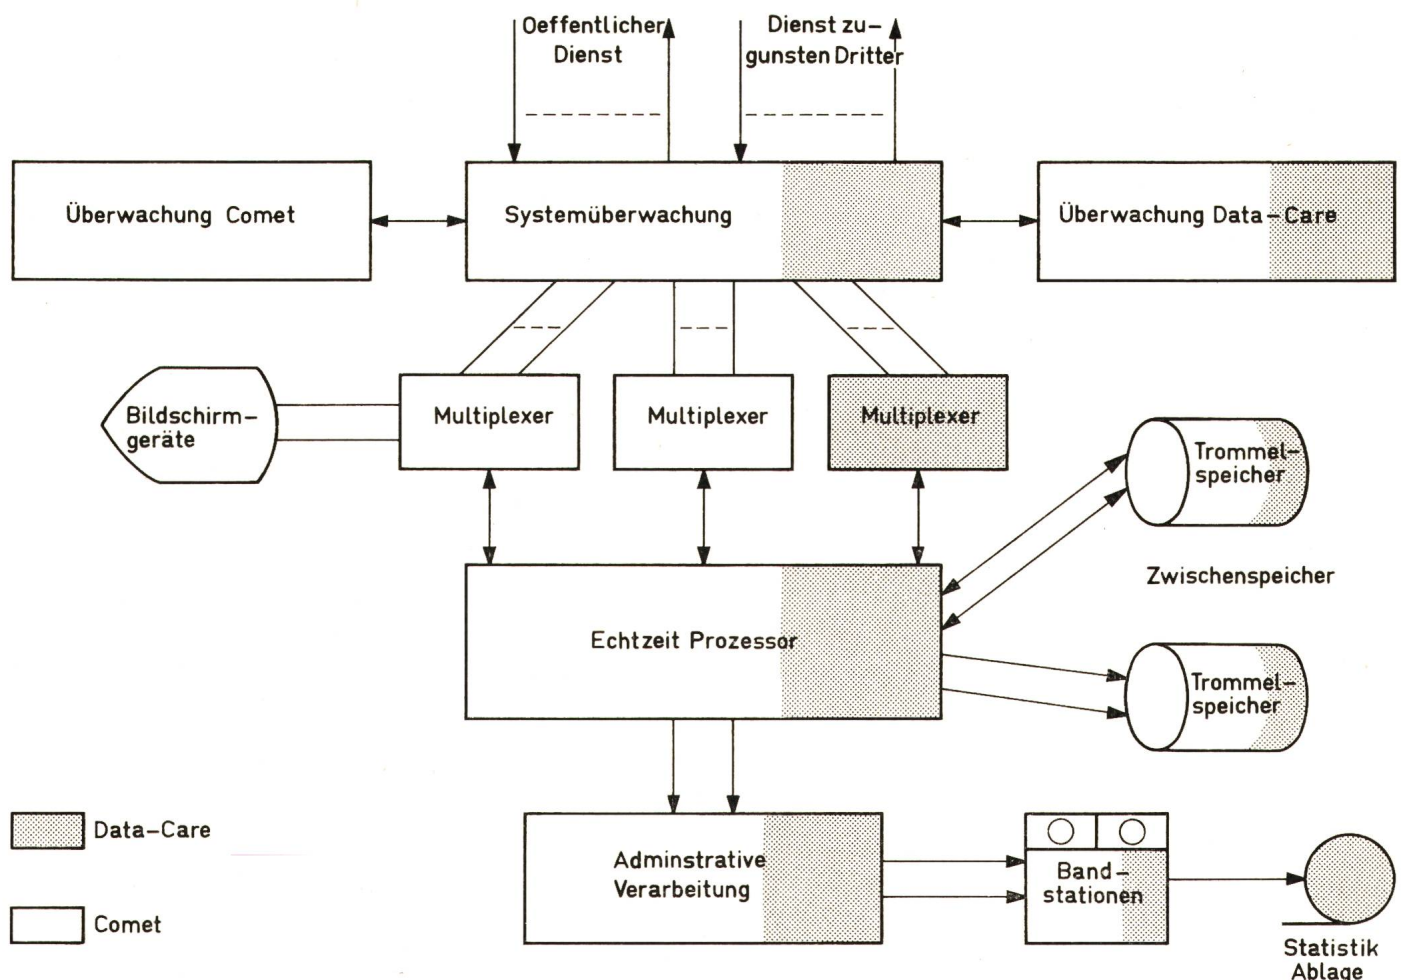 Oeffentlicher
Dienst
Dienst zu-
gunsten Dritter
Überwachung Comet
Systemüberwachung
Überwachung Data-Care
Bildschirm-
geräte
Multiplexer
Multiplexer
Multiplexer
Trommel-
speicher
Zwischenspeicher
Echtzeit Prozessor
Trommel-
speicher
Data-Care
Adminstrative
Verarbeitung
Band-
stationen
Comet
Statistik
Ablage